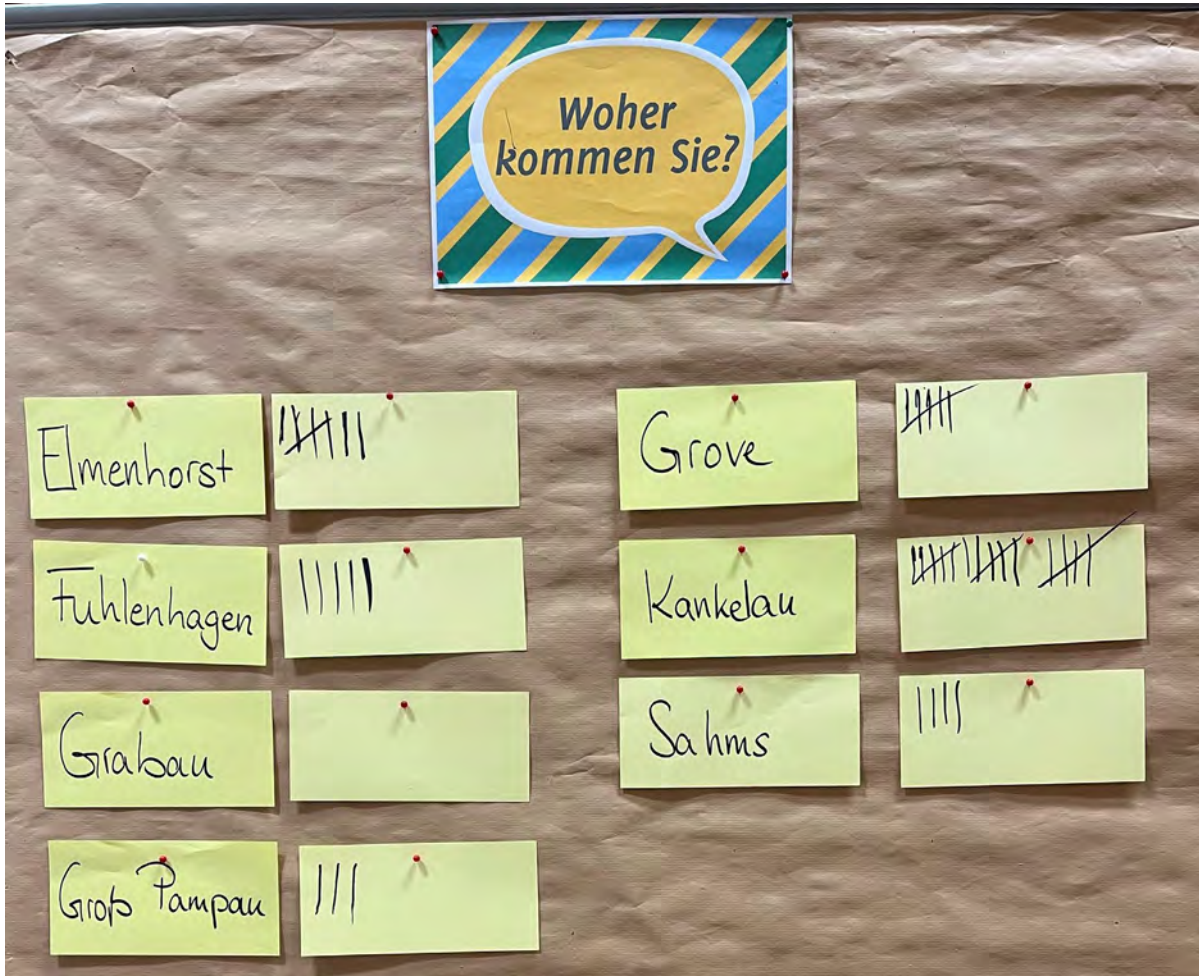 Woher
kommen Sie?
Elmenhorst
Fuhlenhagen
Grabau
Groß Pampau
Grove
Kankelau
Sahms